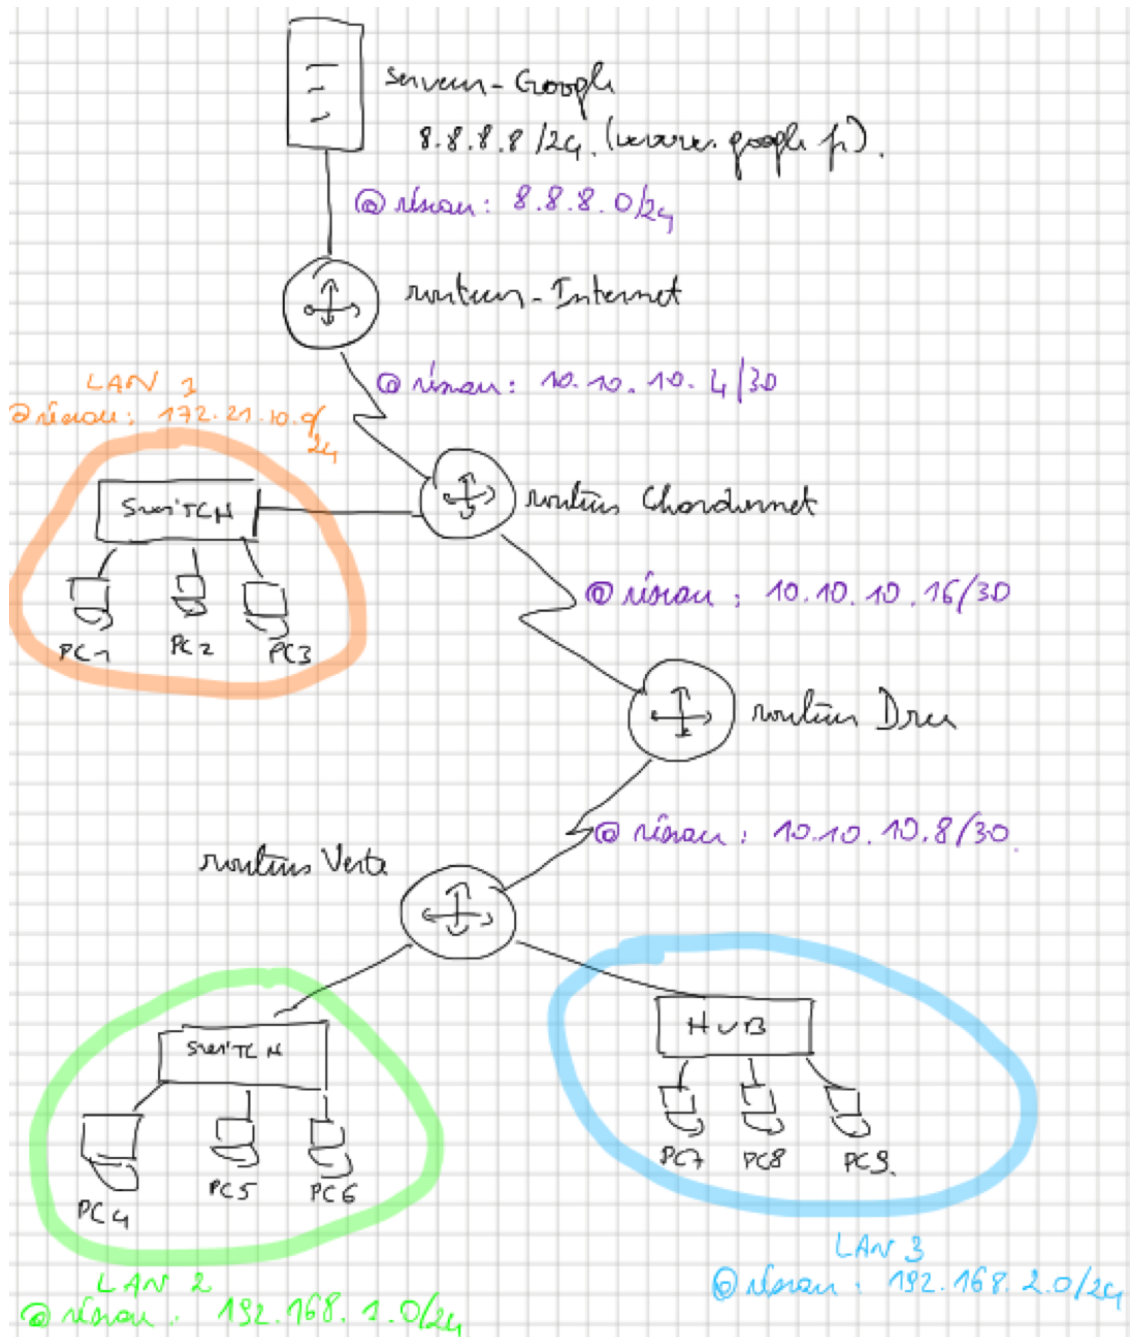 Serveur-Google
8.8.8.8/24 (www.google.fr).
@ réseau : 8.8.8.0/24
routeur-Internet
@ réseau : 10.10.10.4/30
LAN 1
@ réseau : 172.21.10.0/
24
SWITCH
routeur Chardonnet
PC1
PC2
PC3
@ réseau : 10.10.10.16/30
routeur Dru
@ réseau : 10.10.10.8/30.
routeur Verte
SWITCH
HUB
PC4
PC5
PC6
PC7
PC8
PC9.
LAN 2
@ réseau : 192.168.1.0/24
LAN 3
@ réseau : 192.168.2.0/24